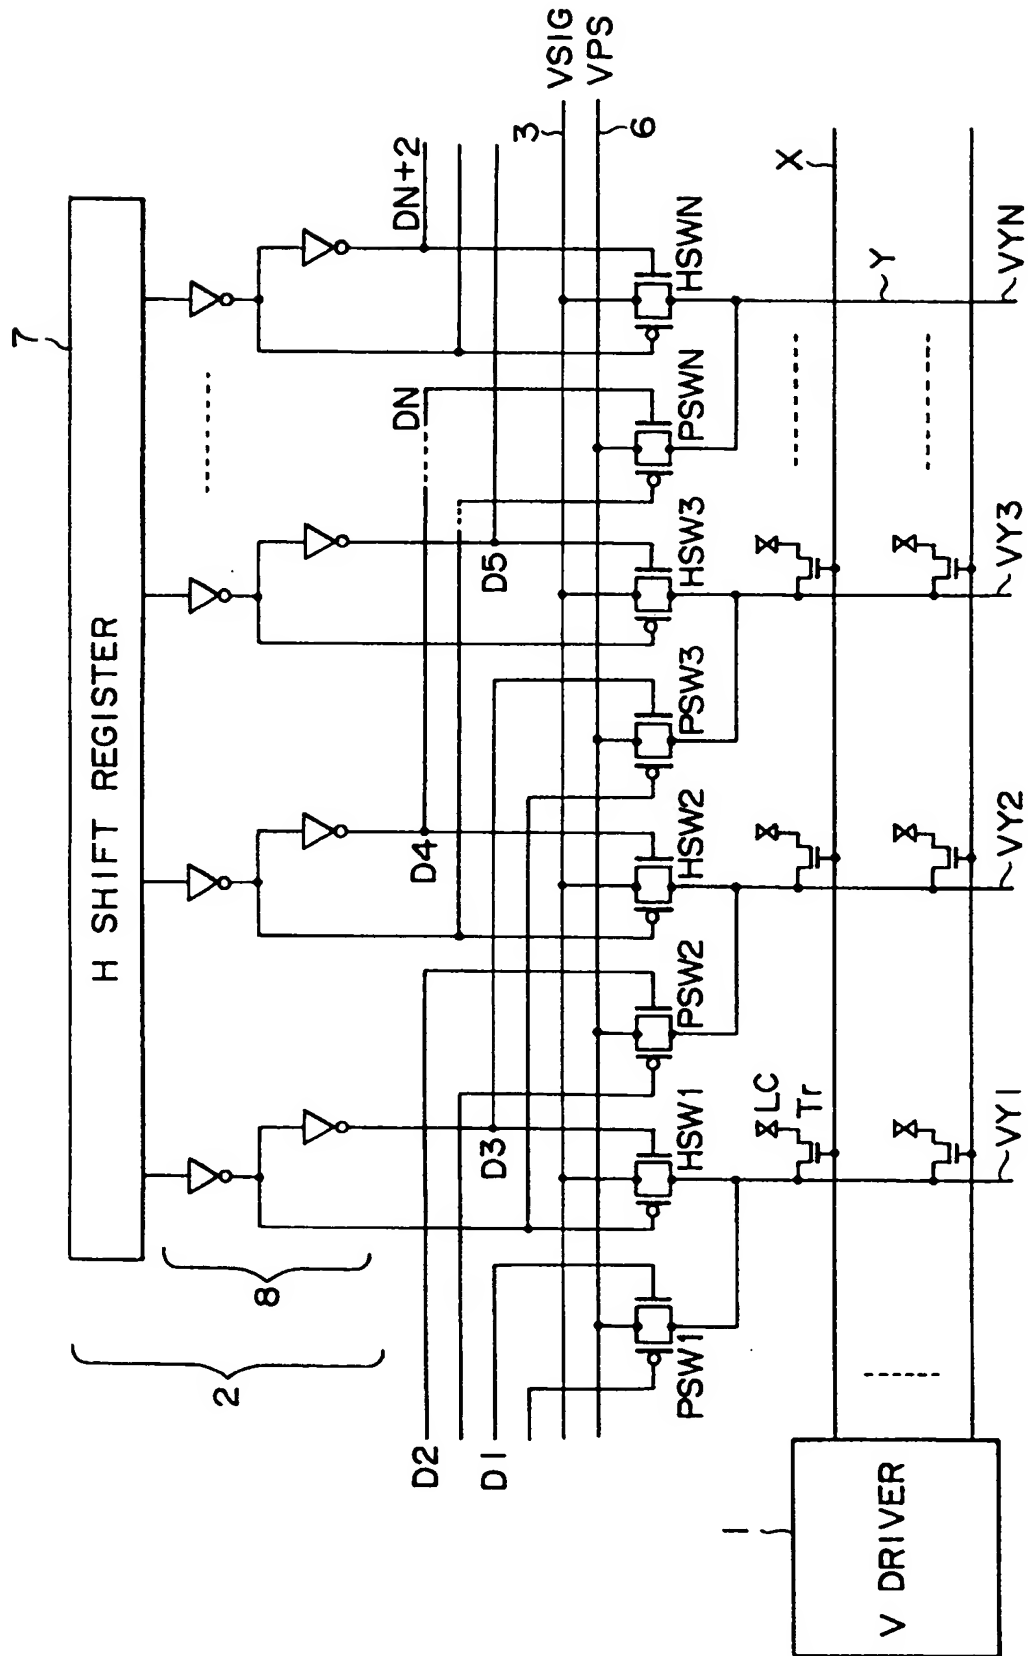 7
H SHIFT REGISTER
8
2
DN+2
DN
D5
D4
D3
D2
D1
3
VSIG
VPS
6
PSW1
HSW1
PSW2
HSW2
PSW3
HSW3
PSWN
HSWN
LC
Tr
X
Y
1
V DRIVER
VY1
VY2
VY3
VYN